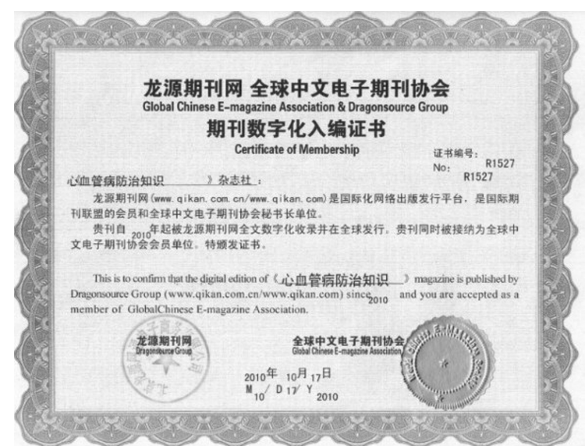 龙源期刊网 全球中文电子期刊协会
Global Chinese E-magazine Association & Dragonsource Group
期刊数字化入编证书
Certificate of Membership
证书编号: R1527
No: R1527
心血管病防治知识 》杂志社:
龙源期刊网(www.qikan.com.cn/www.qikan.com)是国际化网络出版发行平台,是国际期
刊联盟的会员和全球中文电子期刊协会秘书长单位。
贵刊自 2010年起被龙源期刊网全文数字化收录并在全球发行。贵刊同时被接纳为全球中
文电子期刊协会会员单位。特颁发证书。
This is to confirm that the digital edition of《心血管病防治知识 》magazine is published by
Dragonsource Group (www.qikan.com.cn/www.qikan.com) since 2010 and you are accepted as a
member of GlobalChinese E-magazine Association.
龙源期刊网 全球中文电子期刊协会
Dragonsource Group Global Chinese E-magazine Association
2010年 10月17日
M 10/ D 17/ Y 2010